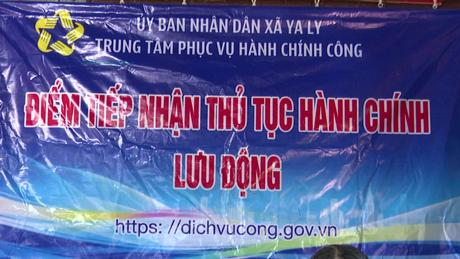 ỦY BAN NHÂN DÂN XÃ YA LY
TRUNG TÂM PHỤC VỤ HÀNH CHÍNH CÔNG
ĐIỂM TIẾP NHẬN THỦ TỤC HÀNH CHÍNH
LƯU ĐỘNG
https: //dichvucong.gov.vn